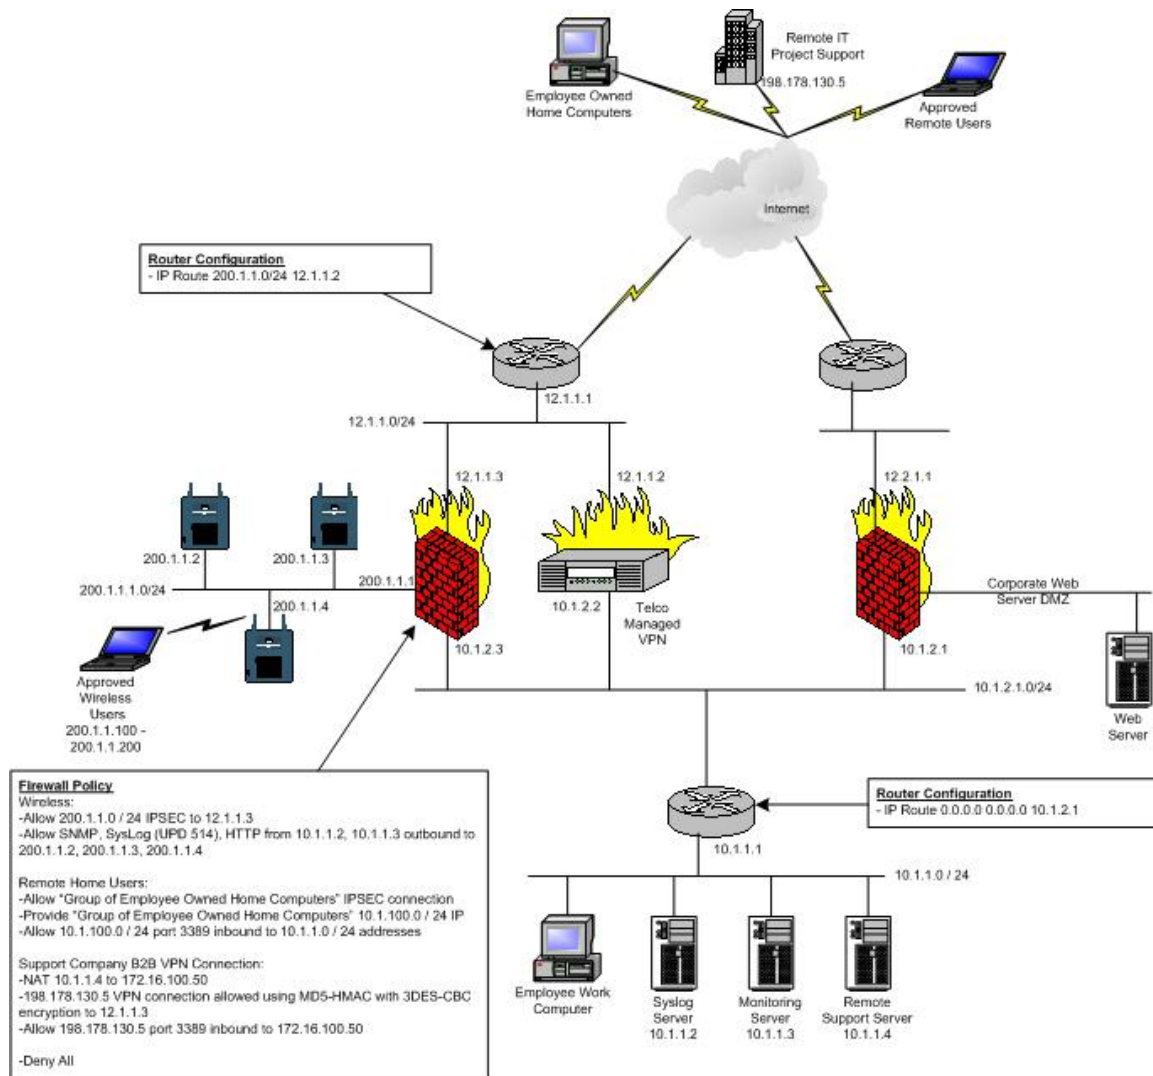 Remote IT
Project Support
198.178.130.5
Employee Owned
Home Computers
Approved
Remote Users
Internet
Router Configuration
- IP Route 200.1.1.0/24 12.1.1.2
12.1.1.1
12.1.1.0/24
12.1.1.3
12.1.1.2
12.2.1.1
200.1.1.2
200.1.1.3
200.1.1.1
200.1.1.1.0/24
200.1.1.4
10.1.2.2
Telco
Managed
VPN
Corporate Web
Server DMZ
10.1.2.3
10.1.2.1
Approved
Wireless
Users
200.1.1.100 -
200.1.1.200
10.1.2.1.0/24
Web
Server
Firewall Policy
Wireless:
-Allow 200.1.1.0 / 24 IPSEC to 12.1.1.3
-Allow SNMP, SysLog (UPD 514), HTTP from 10.1.1.2, 10.1.1.3 outbound to
200.1.1.2, 200.1.1.3, 200.1.1.4
Remote Home Users:
-Allow "Group of Employee Owned Home Computers" IPSEC connection
-Provide "Group of Employee Owned Home Computers" 10.1.100.0 / 24 IP
-Allow 10.1.100.0 / 24 port 3389 inbound to 10.1.1.0 / 24 addresses
Support Company B2B VPN Connection:
-NAT 10.1.1.4 to 172.16.100.50
-198.178.130.5 VPN connection allowed using MD5-HMAC with 3DES-CBC
encryption to 12.1.1.3
-Allow 198.178.130.5 port 3389 inbound to 172.16.100.50
-Deny All
Router Configuration
- IP Route 0.0.0.0 0.0.0.0 10.1.2.1
10.1.1.1
10.1.1.0 / 24
Employee Work
Computer
Syslog
Server
10.1.1.2
Monitoring
Server
10.1.1.3
Remote
Support Server
10.1.1.4